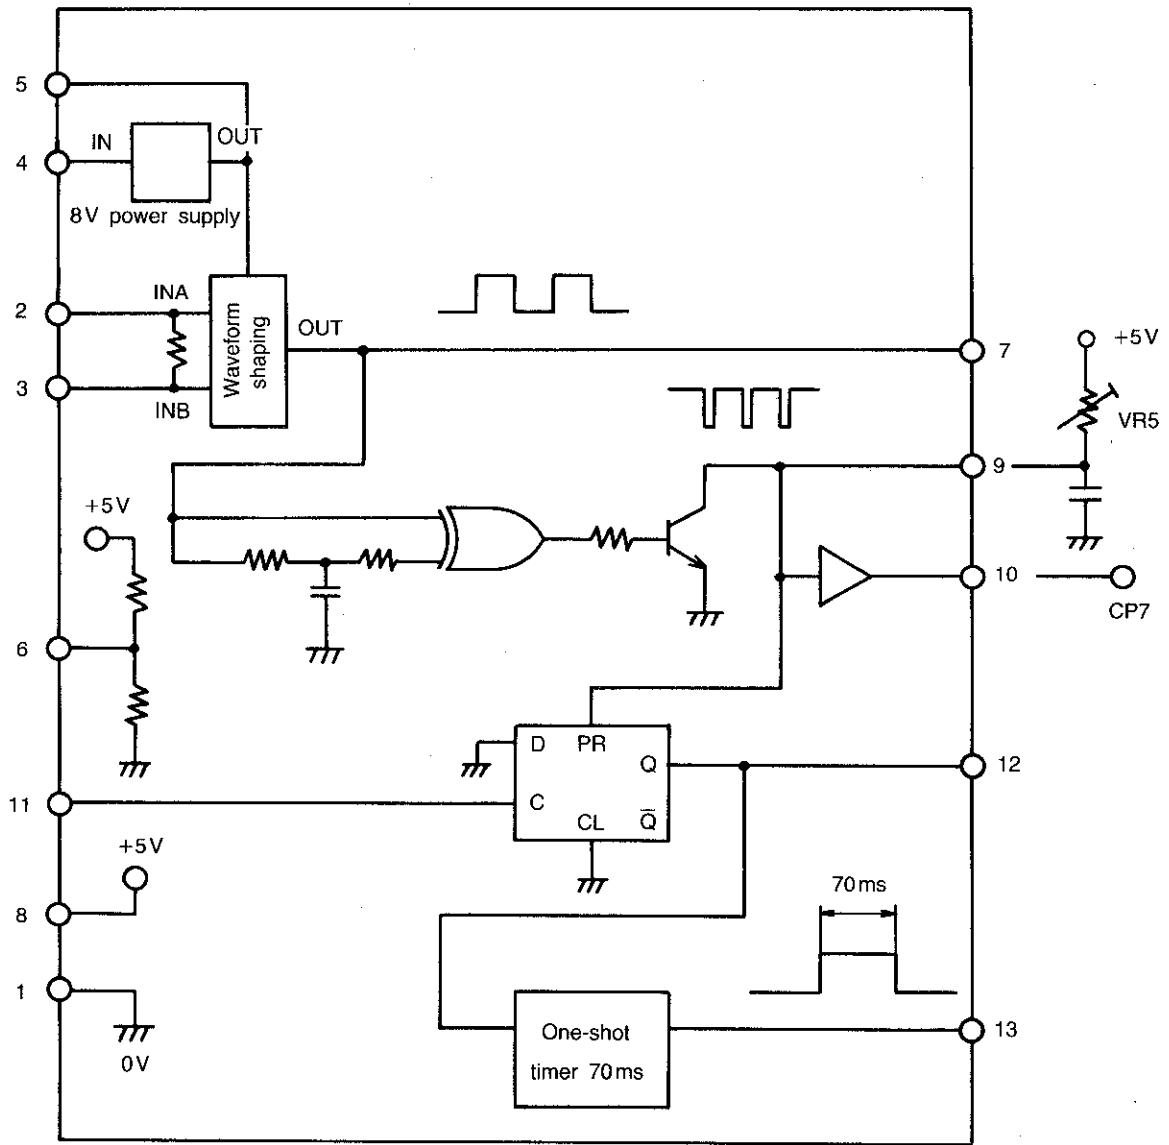 5
IN
OUT
4
8V power supply
2
INA
Waveform
shaping
OUT
3
INB
7
+5V
VR5
9
+5V
10
CP7
6
D
PR
Q
12
11
C
CL
Q̅
+5V
8
70ms
1
0V
One-shot
timer 70ms
13